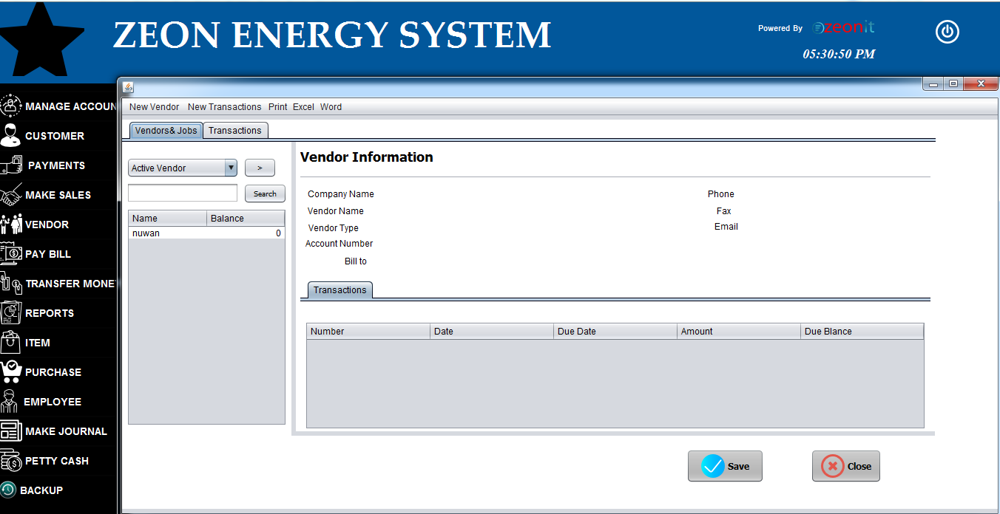 ZEON ENERGY SYSTEM
Powered By zeonit
05:30:50 PM
MANAGE ACCOUN
CUSTOMER
PAYMENTS
MAKE SALES
VENDOR
PAY BILL
TRANSFER MONE
REPORTS
ITEM
PURCHASE
EMPLOYEE
MAKE JOURNAL
PETTY CASH
BACKUP
New Vendor New Transactions Print Excel Word
Vendors& Jobs Transactions
Active Vendor >
Search
Name Balance
nuwan 0
Vendor Information
Company Name Phone
Vendor Name Fax
Vendor Type Email
Account Number
Bill to
Transactions
Number Date Due Date Amount Due Blance
Save Close